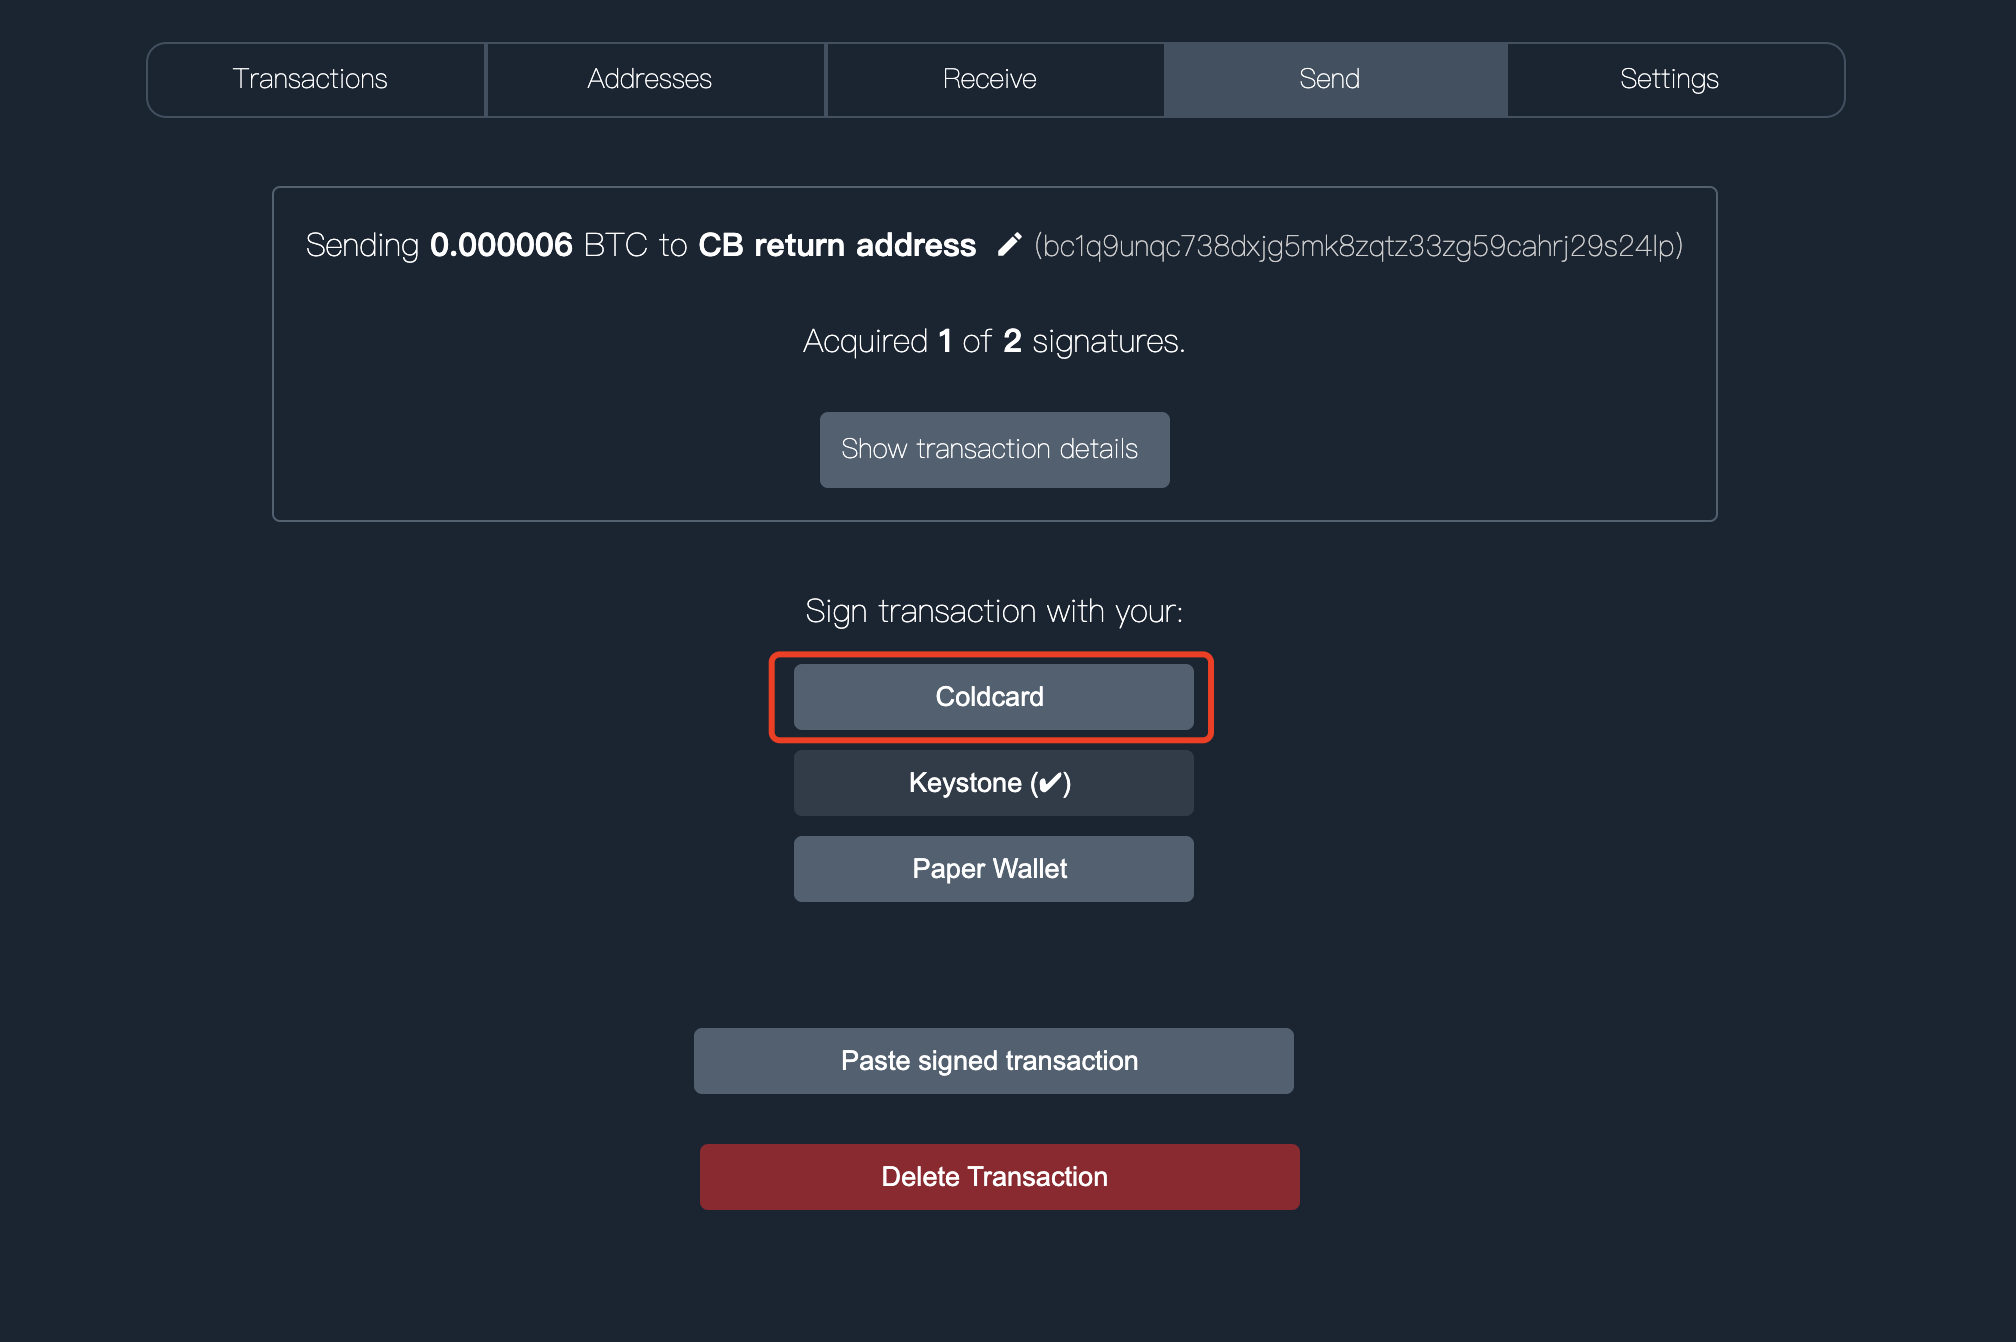 Transactions Addresses Receive Send Settings
Sending 0.000006 BTC to CB return address (bc1q9unqc738dxjg5mk8zqtz33zg59cahrj29s24lp)
Acquired 1 of 2 signatures.
Show transaction details
Sign transaction with your:
Coldcard
Keystone (✔)
Paper Wallet
Paste signed transaction
Delete Transaction